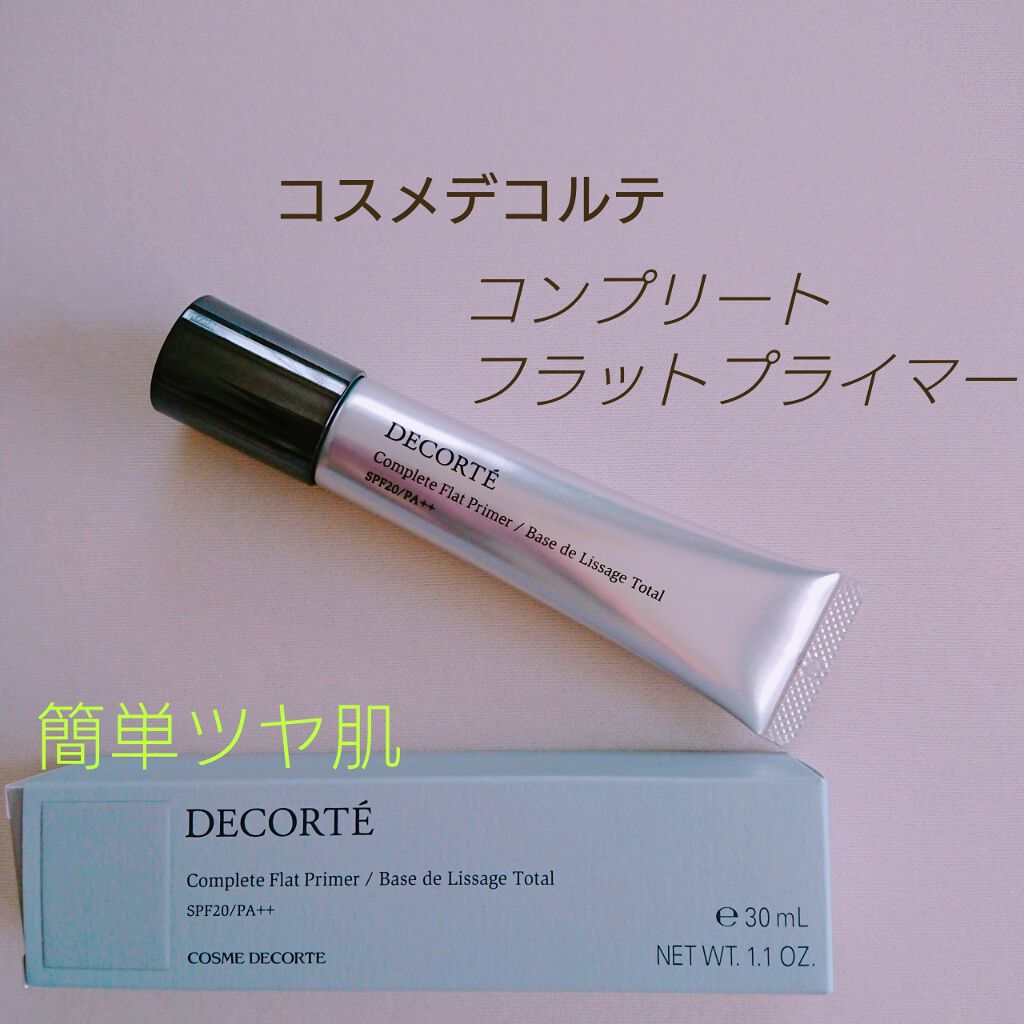 コスメデコルテ
コンプリート
フラットプライマー
DECORTÉ
Complete Flat Primer / Base de Lissage Total
SPF20/PA++
簡単ツヤ肌
DECORTÉ
Complete Flat Primer / Base de Lissage Total
SPF20/PA++
COSME DECORTE
℮ 30 mL
NET WT. 1.1 OZ.